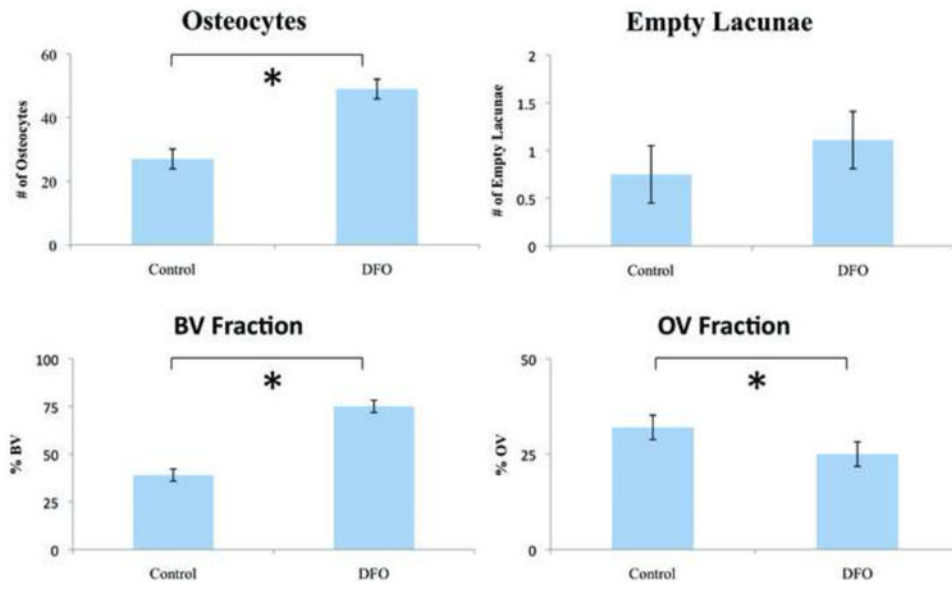 Osteocytes
# of Osteocytes
60
40
20
0
*
Control
DFO
Empty Lacunae
# of Empty Lacunae
2
1.5
1
0.5
0
Control
DFO
BV Fraction
% BV
100
75
50
25
0
*
Control
DFO
OV Fraction
% OV
50
25
0
*
Control
DFO